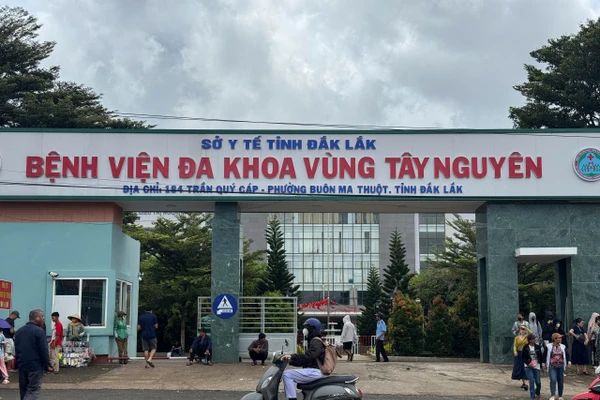 SỞ Y TẾ TỈNH ĐẮK LẮK
BỆNH VIỆN ĐA KHOA VÙNG TÂY NGUYÊN
ĐỊA CHỈ: 184 TRẦN QUÝ CÁP - PHƯỜNG BUÔN MA THUỘT. TỈNH ĐẮK LẮK